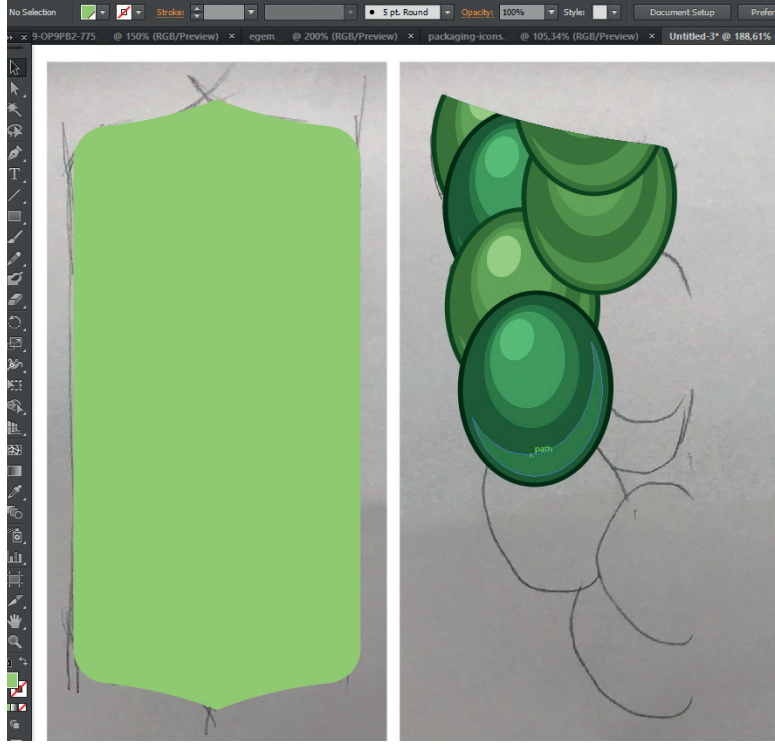 No Selection Stroke: 5 pt. Round Opacity: 100% Style: Document Setup Prefer
9-OP9PB2-775. @ 150% (RGB/Preview) × egem. @ 200% (RGB/Preview) × packaging-icons. @ 105,34% (RGB/Preview) × Untitled-3* @ 188,61%
T
path